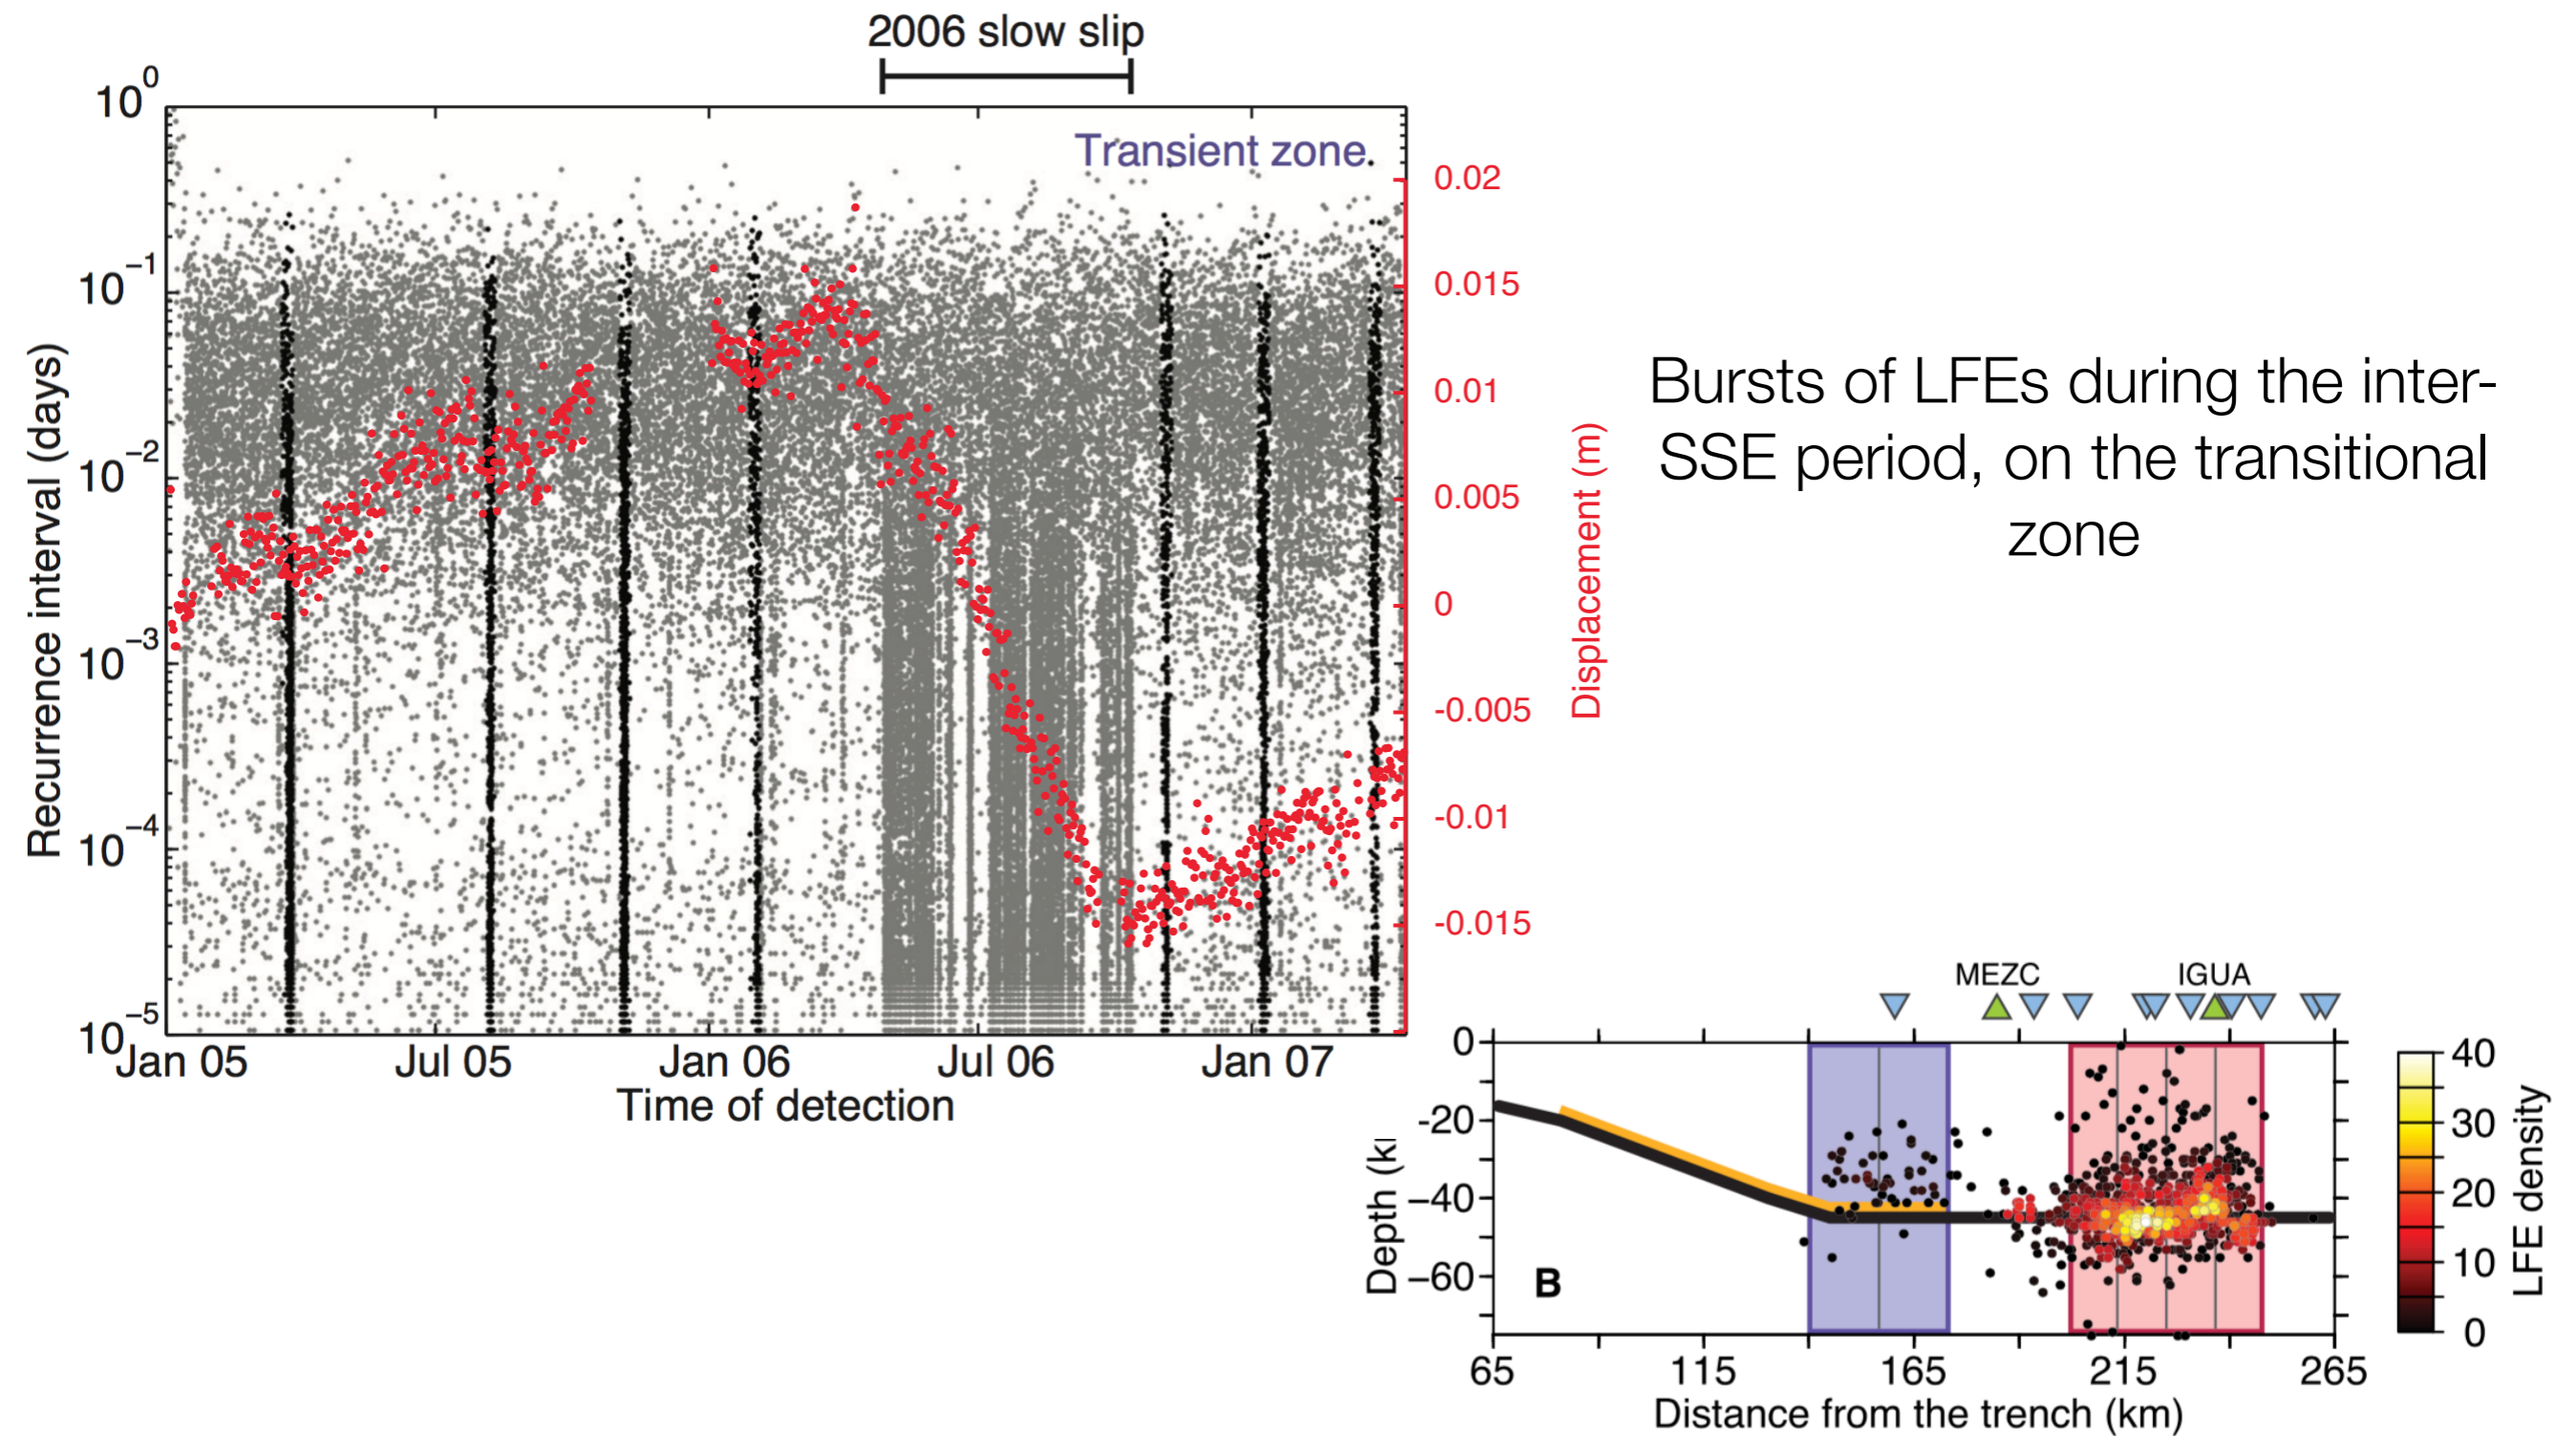 2006 slow slip
10^0
10^−1
10^−2
10^−3
10^−4
10^−5
Recurrence interval (days)
Transient zone
0.02
0.015
0.01
0.005
0
-0.005
-0.01
-0.015
Displacement (m)
Jan 05 Jul 05 Jan 06 Jul 06 Jan 07
Time of detection
Bursts of LFEs during the inter-
SSE period, on the transitional
zone
MEZC IGUA
0
-20
−40
−60
Depth (k
B
65 115 165 215 265
Distance from the trench (km)
40
30
20
10
0
LFE density